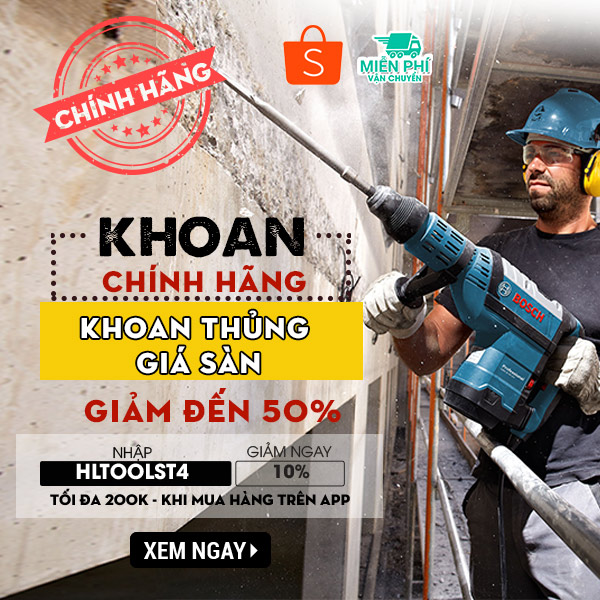 CHÍNH HÃNG
S
MIỄN PHÍ
VẬN CHUYỂN
KHOAN
CHÍNH HÃNG
KHOAN THỦNG
GIÁ SÀN
GIẢM ĐẾN 50%
NHẬP
HLTOOLST4
GIẢM NGAY
10%
TỐI ĐA 200K - KHI MUA HÀNG TRÊN APP
XEM NGAY
BOSCH